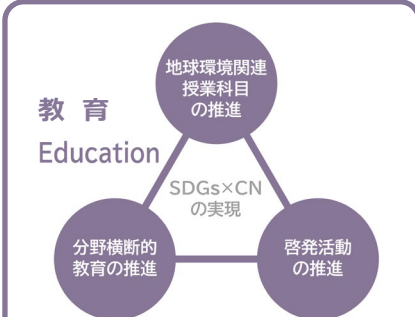 地球環境関連
授業科目
の推進
教育
Education
SDGs×CN
の実現
分野横断的
教育の推進
啓発活動
の推進